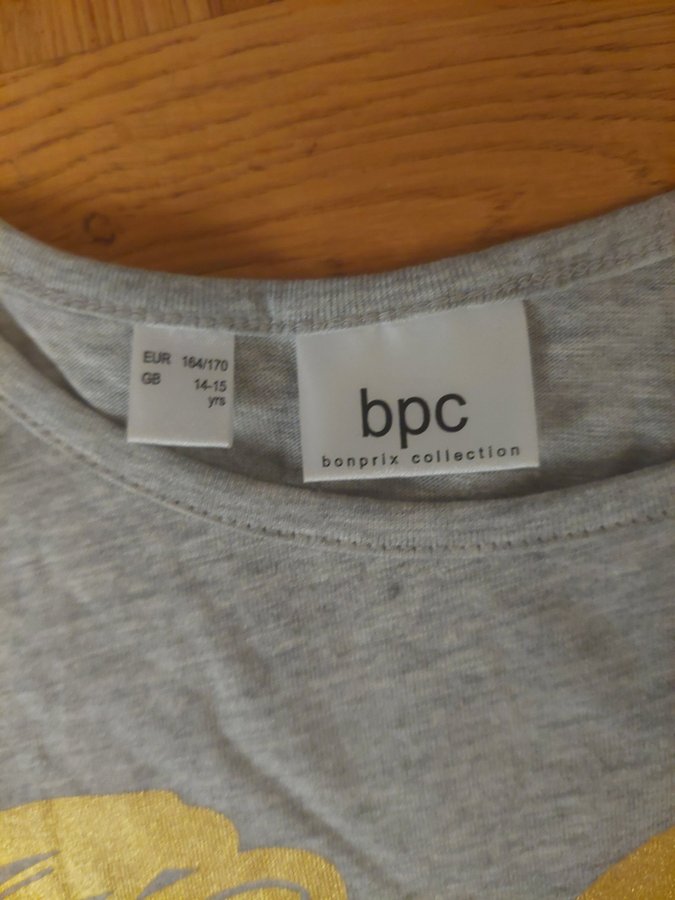 EUR 164/170
GB 14-15
yrs
bpc
bonprix collection